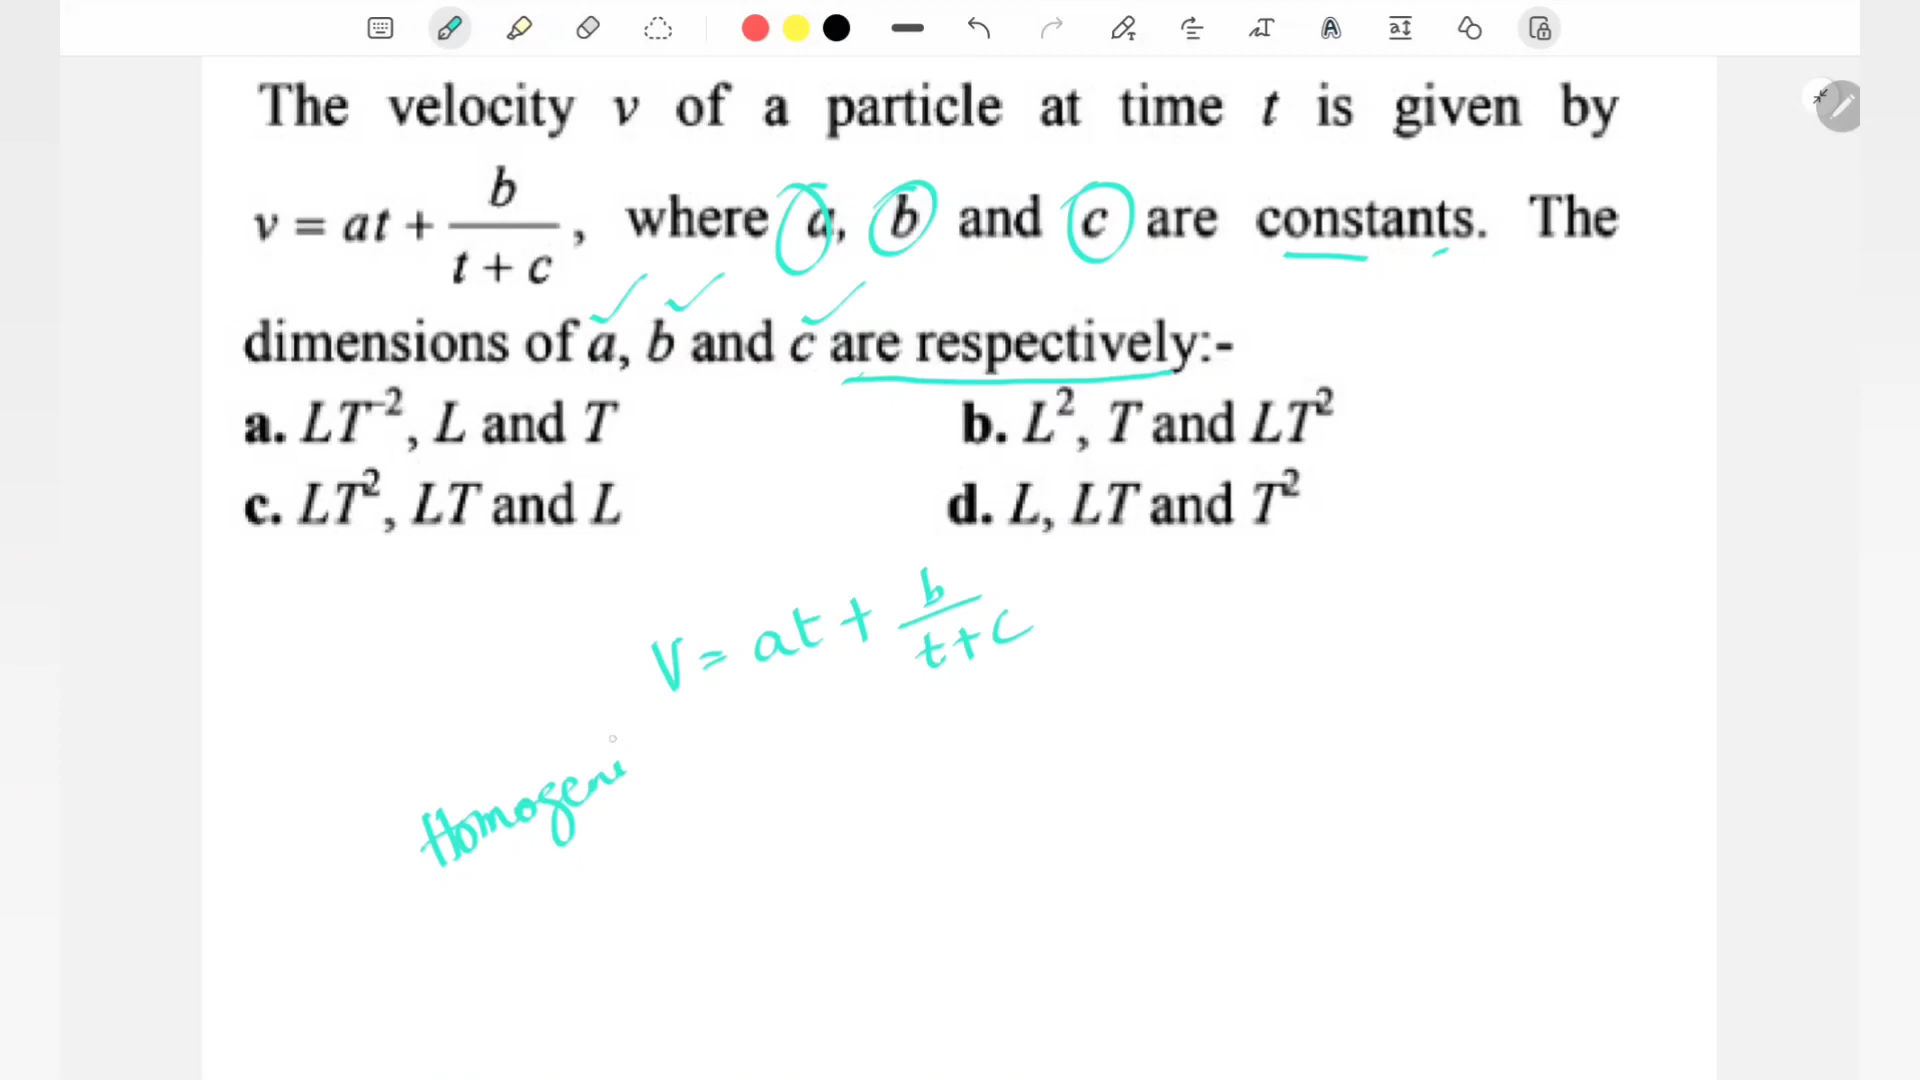 The velocity v of a particle at time t is given by
v = at + b/(t + c), where a, b and c are constants. The
dimensions of a, b and c are respectively:-
a. LT⁻², L and T
b. L², T and LT²
c. LT², LT and L
d. L, LT and T²
V = at + b/(t+c)
Homogene